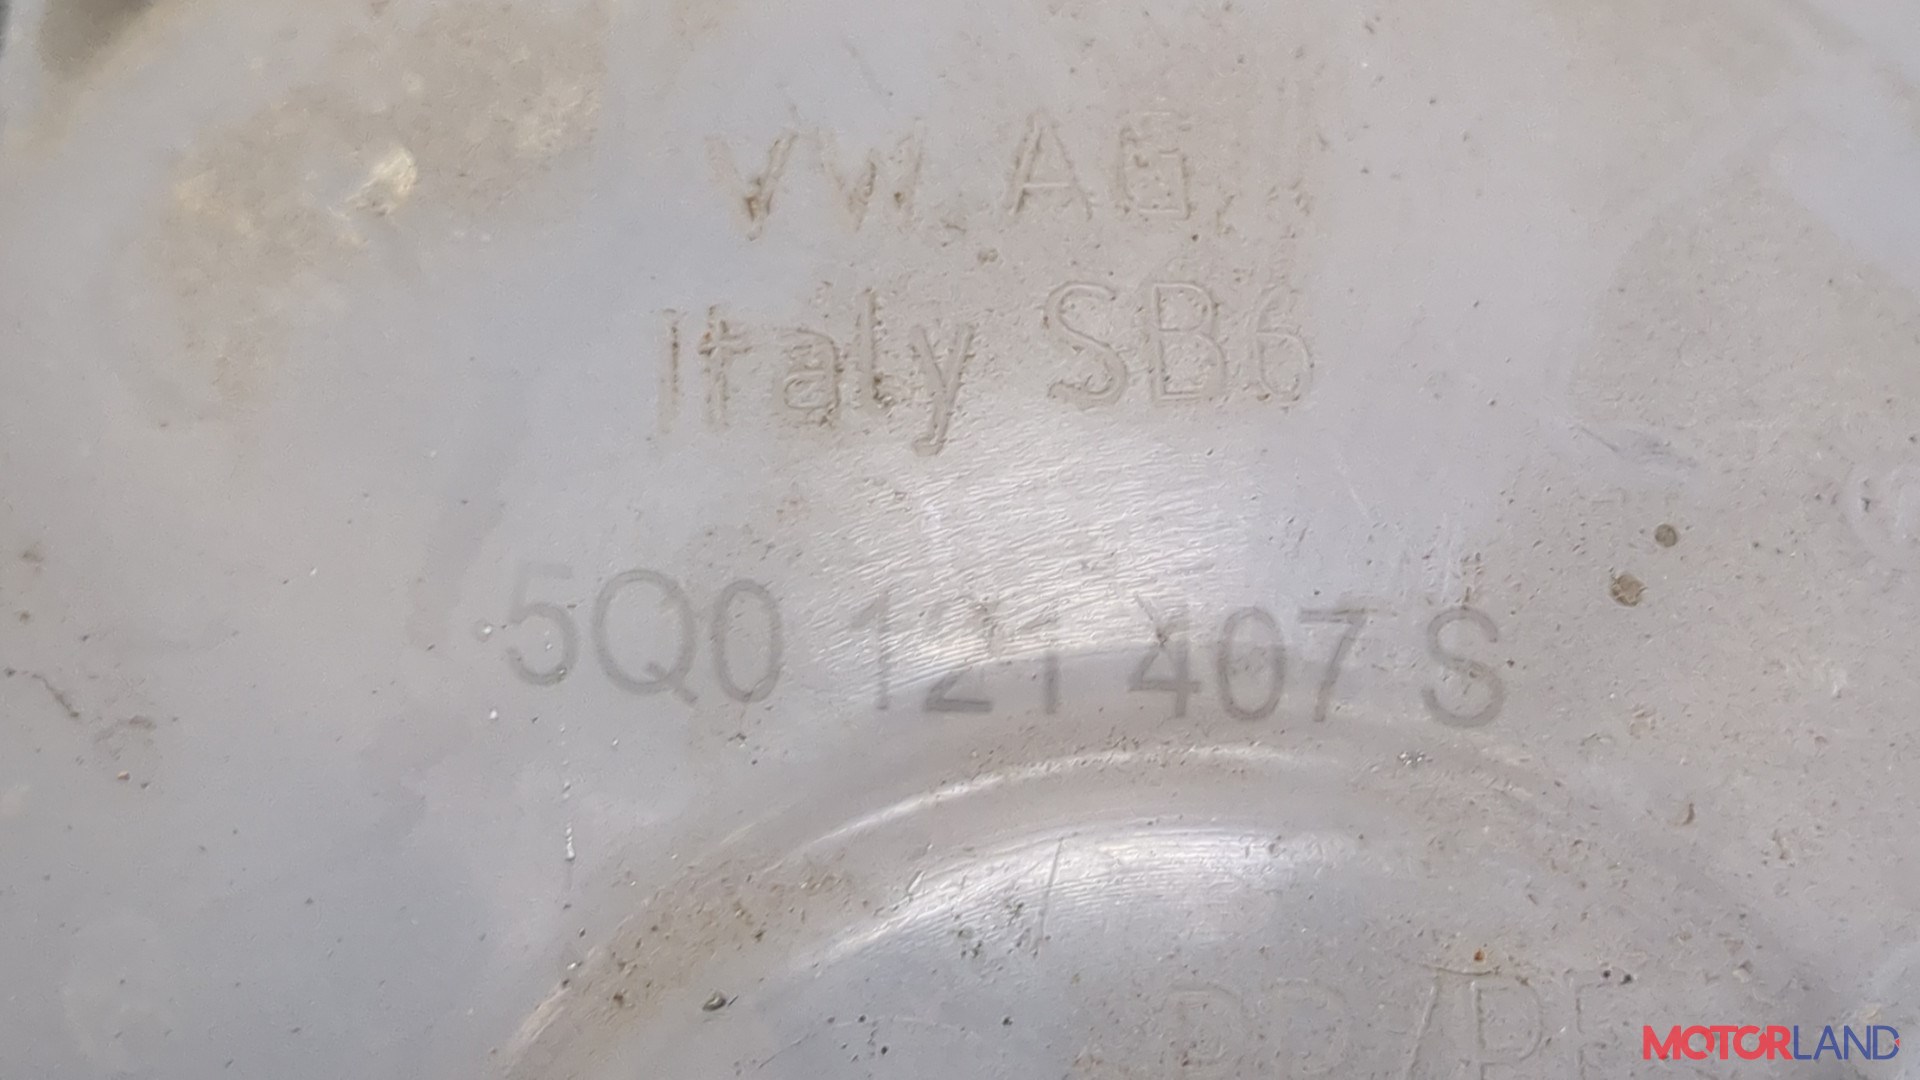 VW AG
Italy SB6
5Q0 121 407 S
MOTORLAND